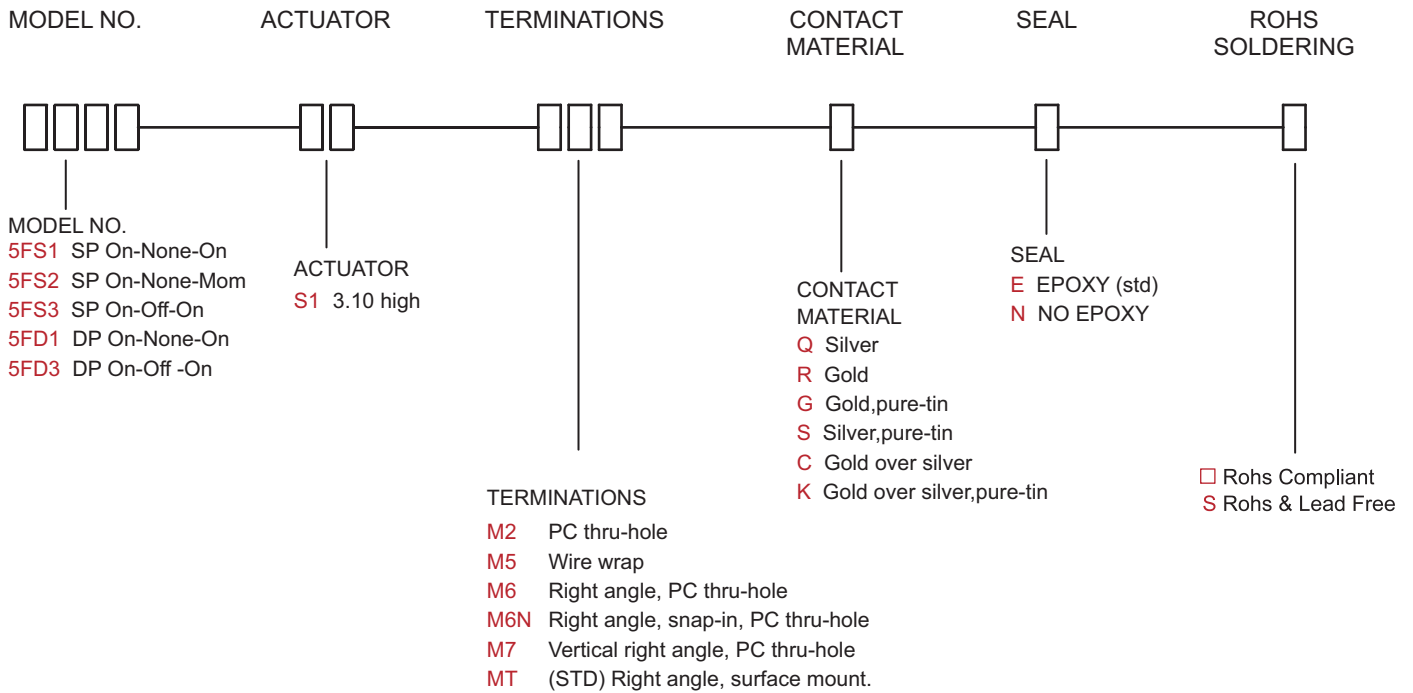 MODEL NO.
ACTUATOR
TERMINATIONS
CONTACT
MATERIAL
SEAL
ROHS
SOLDERING
MODEL NO.
5FS1 SP On-None-On
5FS2 SP On-None-Mom
5FS3 SP On-Off-On
5FD1 DP On-None-On
5FD3 DP On-Off -On
ACTUATOR
S1 3.10 high
TERMINATIONS
M2 PC thru-hole
M5 Wire wrap
M6 Right angle, PC thru-hole
M6N Right angle, snap-in, PC thru-hole
M7 Vertical right angle, PC thru-hole
MT (STD) Right angle, surface mount.
CONTACT
MATERIAL
Q Silver
R Gold
G Gold,pure-tin
S Silver,pure-tin
C Gold over silver
K Gold over silver,pure-tin
SEAL
E EPOXY (std)
N NO EPOXY
□ Rohs Compliant
S Rohs & Lead Free